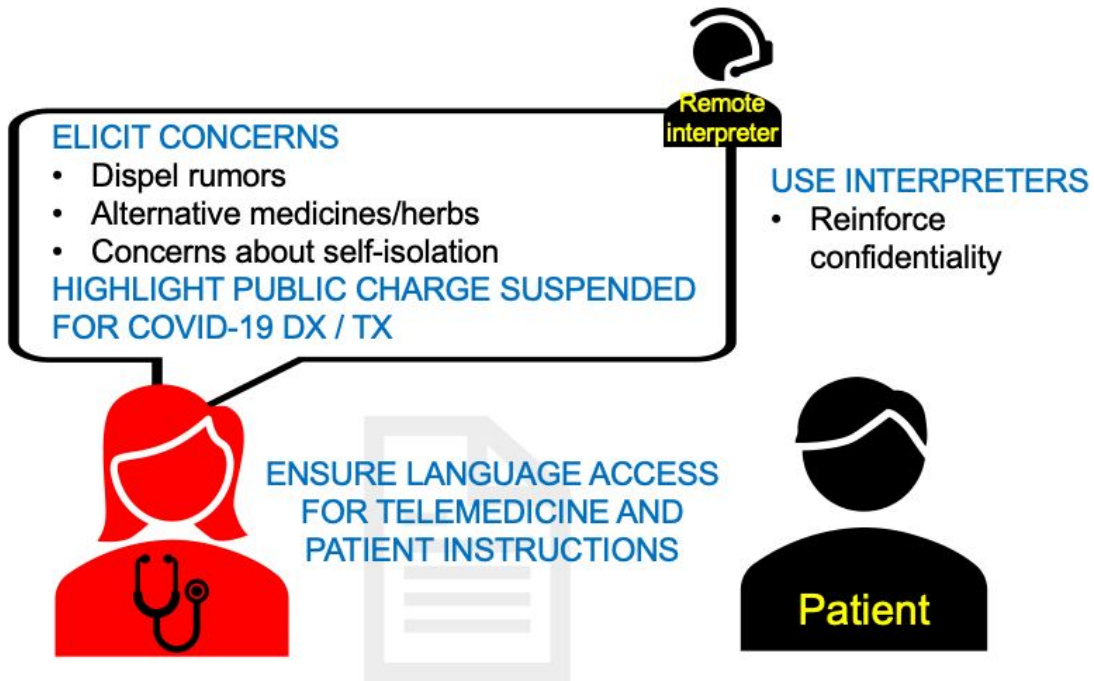 Remote
interpreter
ELICIT CONCERNS
• Dispel rumors
• Alternative medicines/herbs
• Concerns about self-isolation
HIGHLIGHT PUBLIC CHARGE SUSPENDED
FOR COVID-19 DX / TX
USE INTERPRETERS
• Reinforce
confidentiality
ENSURE LANGUAGE ACCESS
FOR TELEMEDICINE AND
PATIENT INSTRUCTIONS
Patient